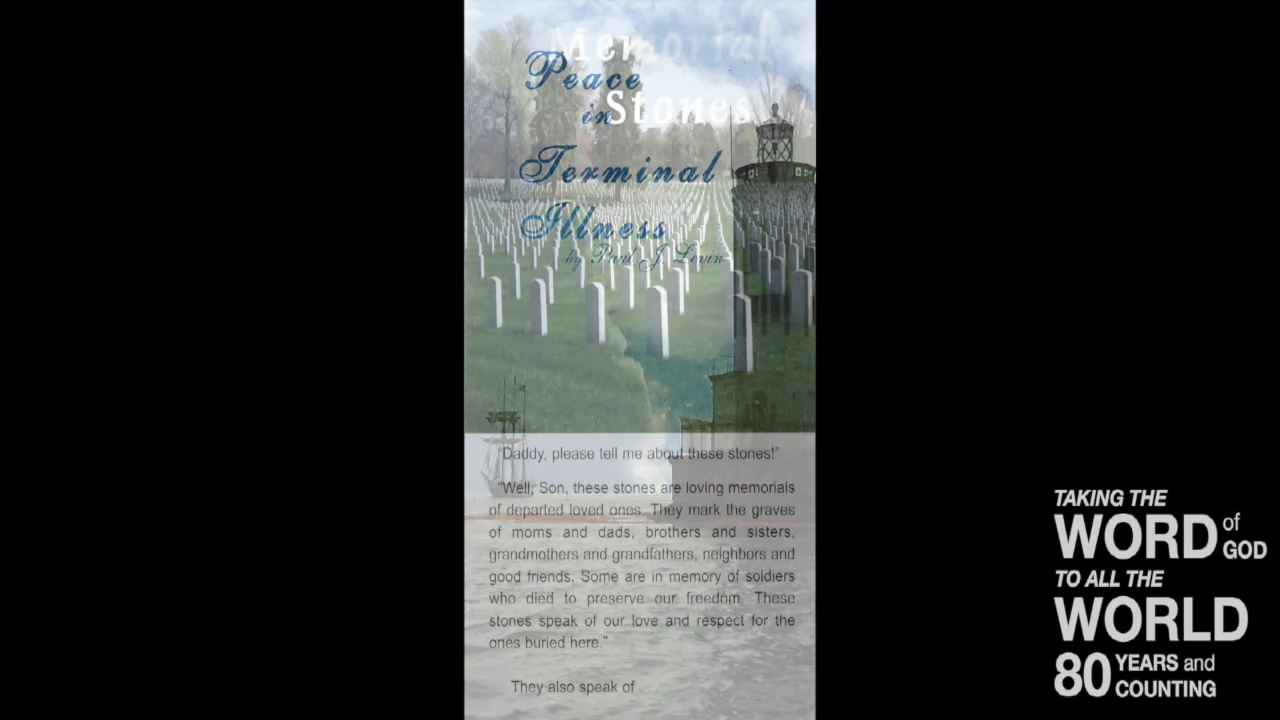 Memorial
Stones
Peace
in
Terminal
Illness
by Paul J. Levin
"Daddy, please tell me about these stones!"
"Well, Son, these stones are loving memorials
of departed loved ones. They mark the graves
of moms and dads, brothers and sisters,
grandmothers and grandfathers, neighbors and
good friends. Some are in memory of soldiers
who died to preserve our freedom. These
stones speak of our love and respect for the
ones buried here."
They also speak of
TAKING THE
WORD of GOD
TO ALL THE
WORLD
80 YEARS and
COUNTING